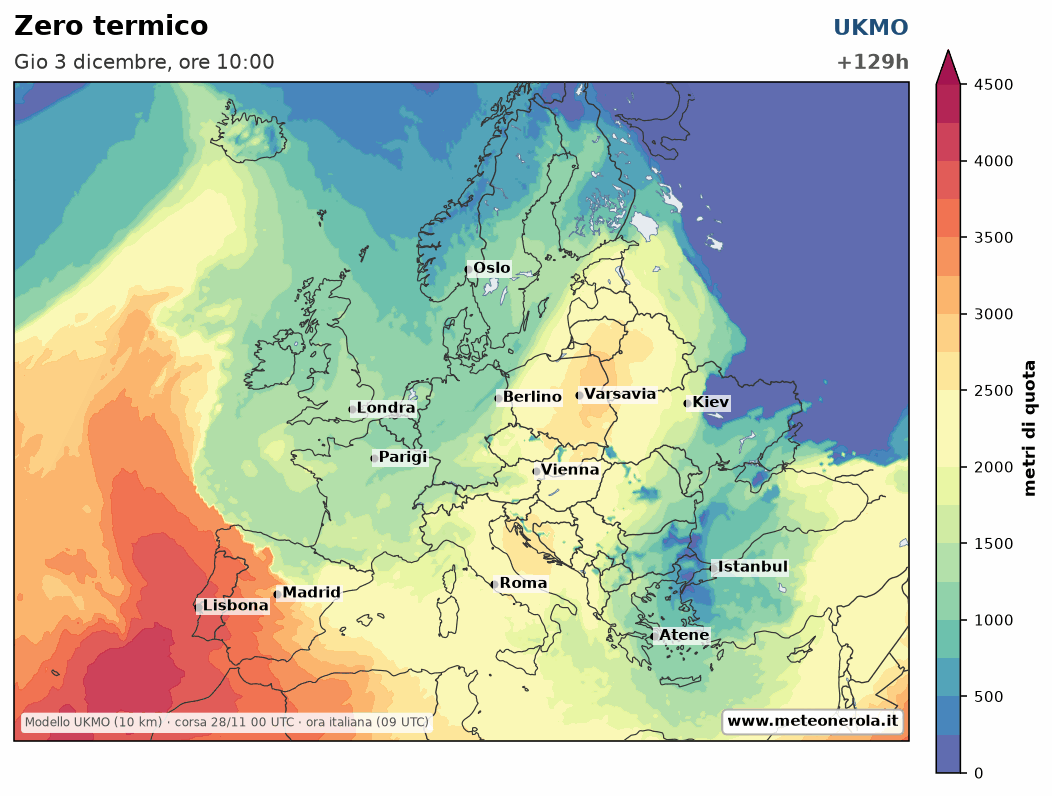 Zero termico
UKMO
Gio 3 dicembre, ore 10:00
+129h
Oslo
Berlino
Varsavia
Kiev
Londra
Parigi
Vienna
Istanbul
Roma
Madrid
Lisbona
Atene
Modello UKMO (10 km) · corsa 28/11 00 UTC · ora italiana (09 UTC)
www.meteonerola.it
4500
4000
3500
3000
2500
2000
1500
1000
500
0
metri di quota